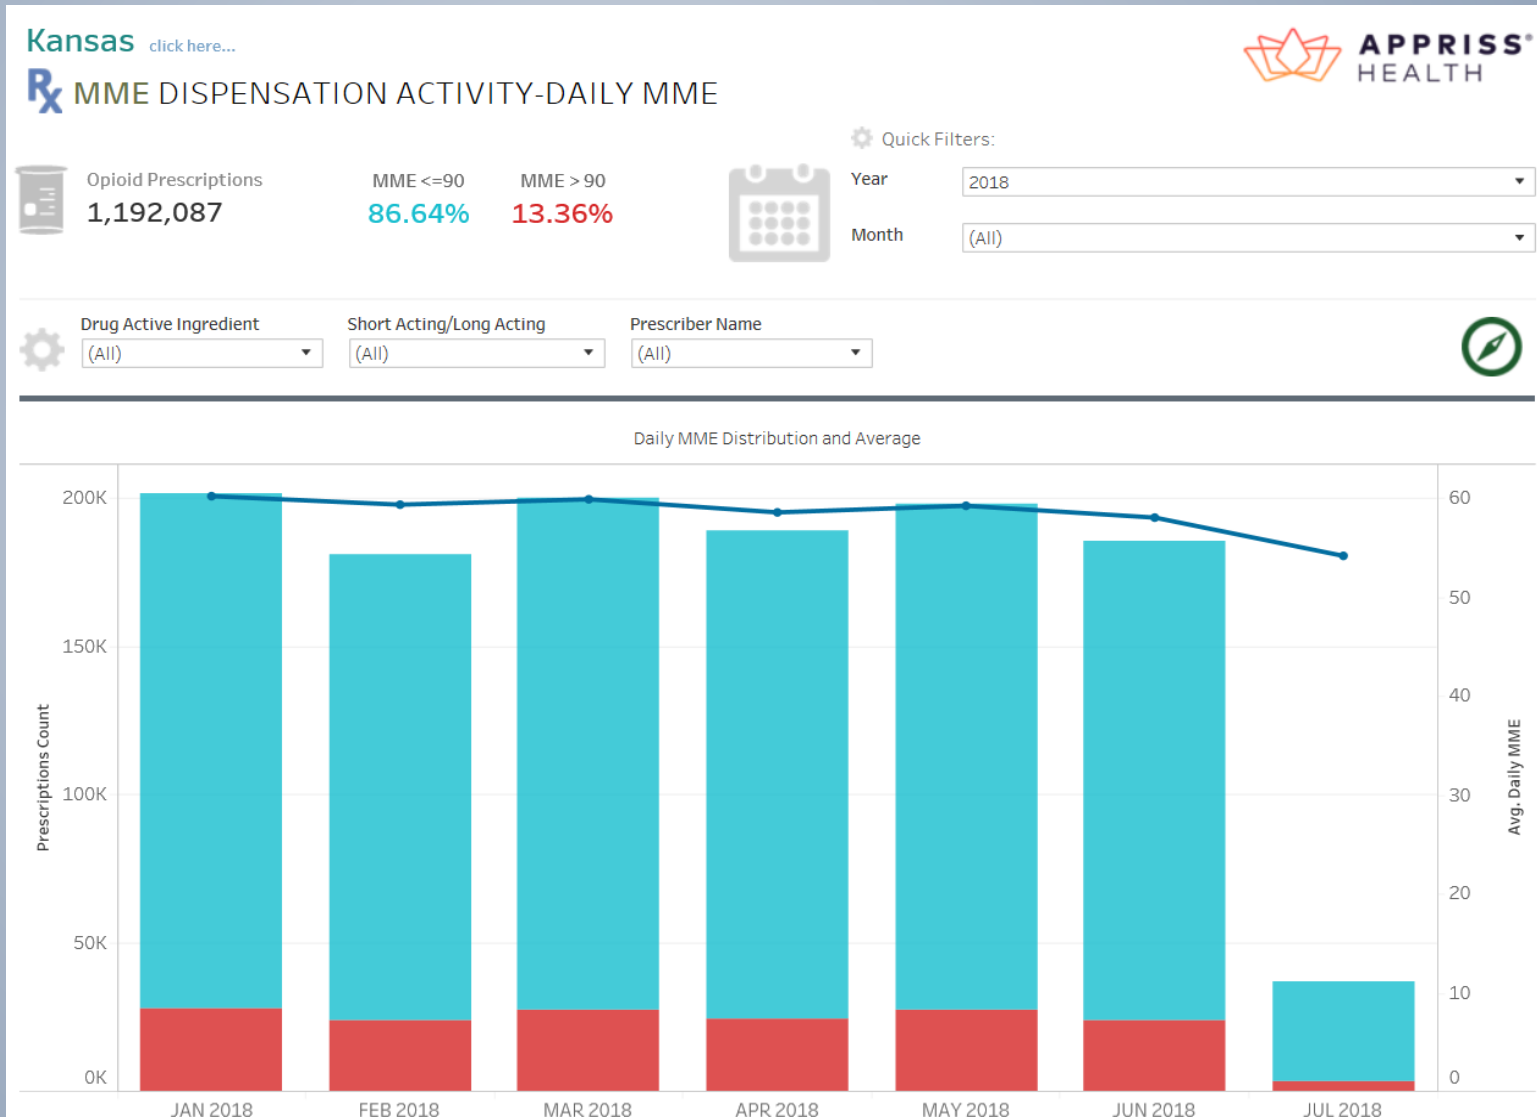 Kansas click here...
APPRISS®
HEALTH
Rx MME DISPENSATION ACTIVITY-DAILY MME
Quick Filters:
Opioid Prescriptions
1,192,087
MME <=90
86.64%
MME > 90
13.36%
Year
2018
Month
(All)
Drug Active Ingredient
(All)
Short Acting/Long Acting
(All)
Prescriber Name
(All)
Daily MME Distribution and Average
200K
150K
100K
50K
0K
Prescriptions Count
60
50
40
30
20
10
0
Avg. Daily MME
JAN 2018
FEB 2018
MAR 2018
APR 2018
MAY 2018
JUN 2018
JUL 2018